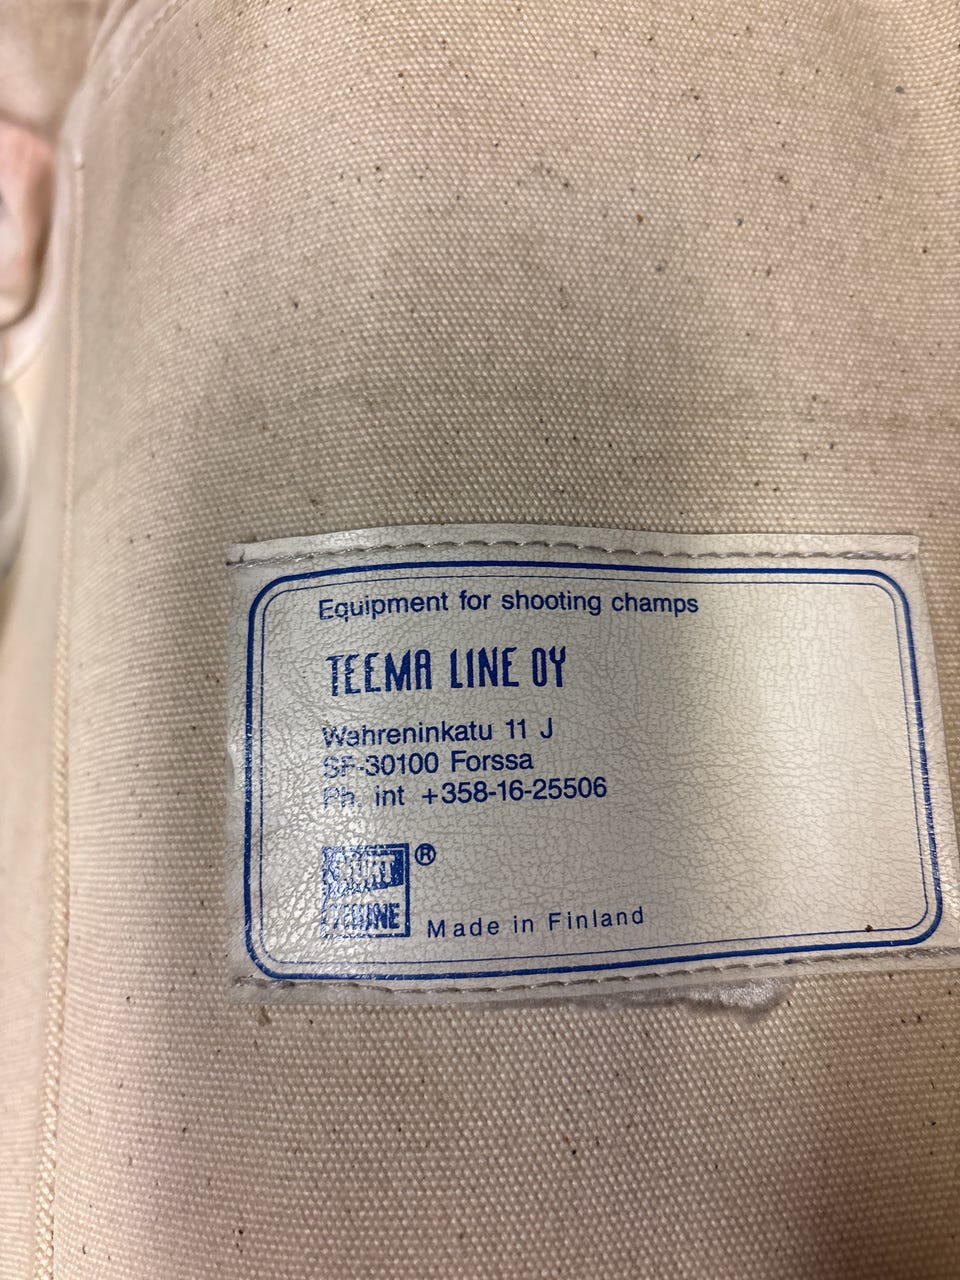 Equipment for shooting champs
TEEMA LINE OY
Wahreninkatu 11 J
SF-30100 Forssa
Ph. int +358-16-25506
®
Made in Finland